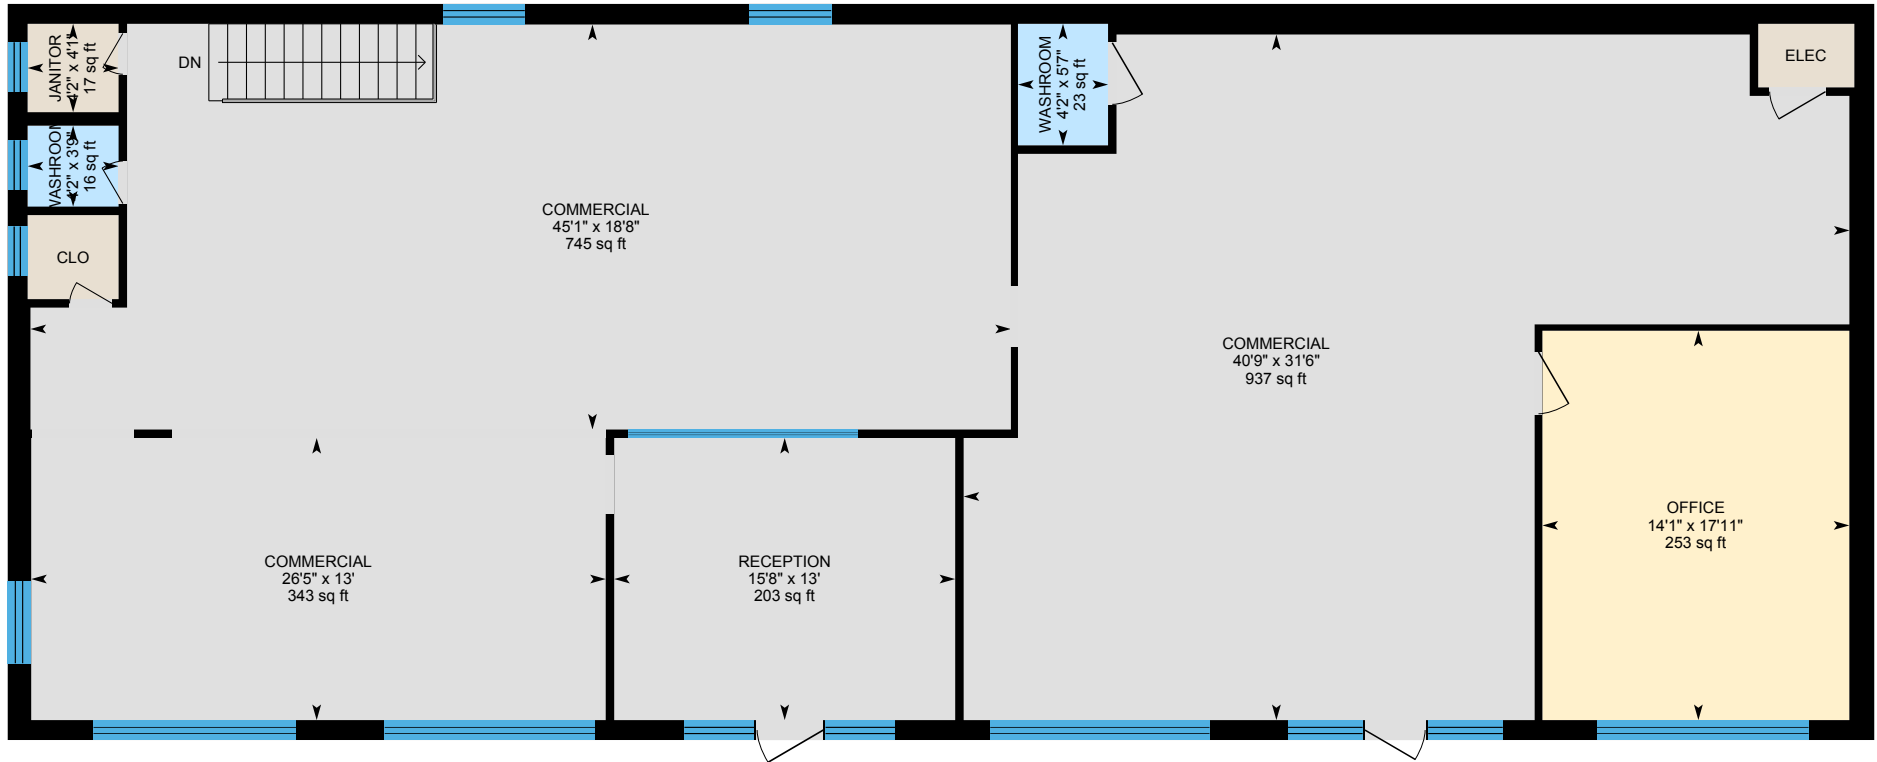 JANITOR
4'2" x 4'1"
17 sq ft
DN
WASHROOM
4'2" x 5'7"
23 sq ft
ELEC
WASHROOM
4'2" x 3'9"
16 sq ft
COMMERCIAL
45'1" x 18'8"
745 sq ft
CLO
COMMERCIAL
40'9" x 31'6"
937 sq ft
COMMERCIAL
26'5" x 13'
343 sq ft
RECEPTION
15'8" x 13'
203 sq ft
OFFICE
14'1" x 17'11"
253 sq ft